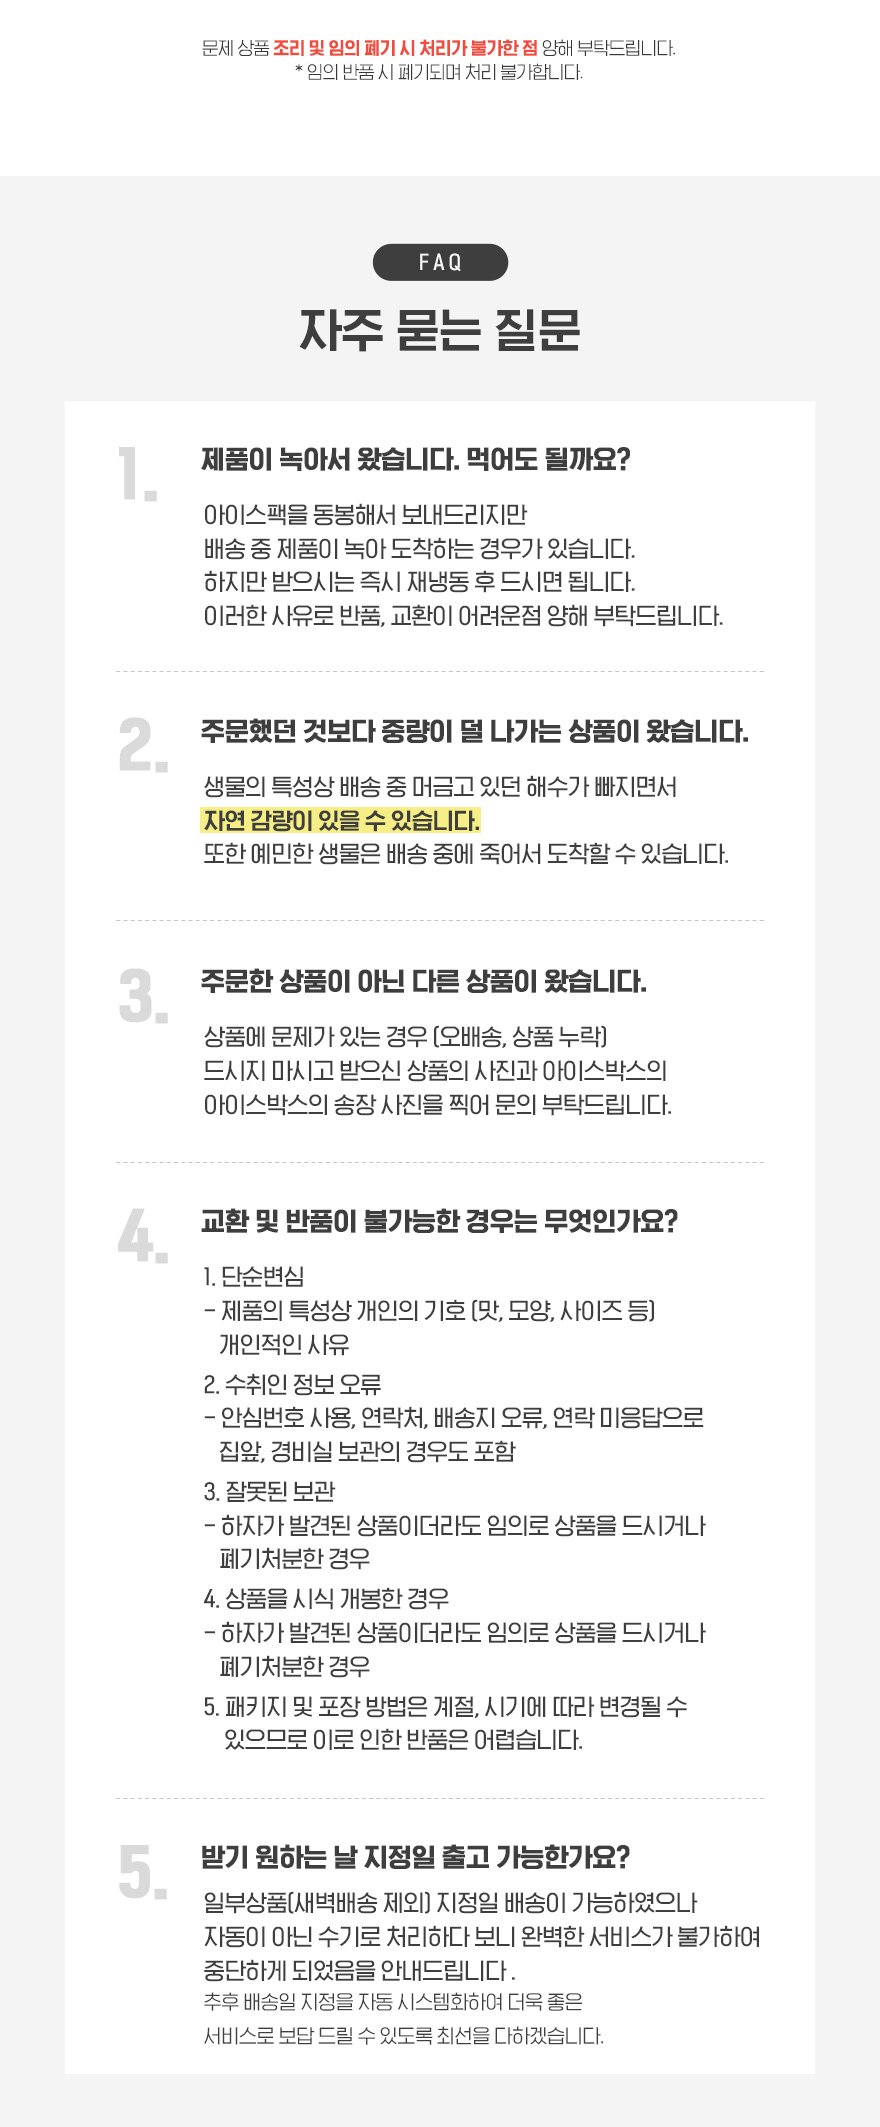 문제 상품 조리 및 임의 폐기 시 처리가 불가한 점 양해 부탁드립니다.
* 임의 반품 시 폐기되며 처리 불가합니다.
FAQ
자주 묻는 질문
1. 제품이 녹아서 왔습니다. 먹어도 될까요?
아이스팩을 동봉해서 보내드리지만
배송 중 제품이 녹아 도착하는 경우가 있습니다.
하지만 받으시는 즉시 재냉동 후 드시면 됩니다.
이러한 사유로 반품, 교환이 어려운점 양해 부탁드립니다.
2. 주문했던 것보다 중량이 덜 나가는 상품이 왔습니다.
생물의 특성상 배송 중 머금고 있던 해수가 빠지면서
자연 감량이 있을 수 있습니다.
또한 예민한 생물은 배송 중에 죽어서 도착할 수 있습니다.
3. 주문한 상품이 아닌 다른 상품이 왔습니다.
상품에 문제가 있는 경우 (오배송, 상품 누락)
드시지 마시고 받으신 상품의 사진과 아이스박스의
아이스박스의 송장 사진을 찍어 문의 부탁드립니다.
4. 교환 및 반품이 불가능한 경우는 무엇인가요?
1. 단순변심
- 제품의 특성상 개인의 기호 (맛, 모양, 사이즈 등)
개인적인 사유
2. 수취인 정보 오류
- 안심번호 사용, 연락처, 배송지 오류, 연락 미응답으로
집앞, 경비실 보관의 경우도 포함
3. 잘못된 보관
- 하자가 발견된 상품이더라도 임의로 상품을 드시거나
폐기처분한 경우
4. 상품을 시식 개봉한 경우
- 하자가 발견된 상품이더라도 임의로 상품을 드시거나
폐기처분한 경우
5. 패키지 및 포장 방법은 계절, 시기에 따라 변경될 수
있으므로 이로 인한 반품은 어렵습니다.
5. 받기 원하는 날 지정일 출고 가능한가요?
일부상품(새벽배송 제외) 지정일 배송이 가능하였으나
자동이 아닌 수기로 처리하다 보니 완벽한 서비스가 불가하여
중단하게 되었음을 안내드립니다 .
추후 배송일 지정을 자동 시스템화하여 더욱 좋은
서비스로 보답 드릴 수 있도록 최선을 다하겠습니다.